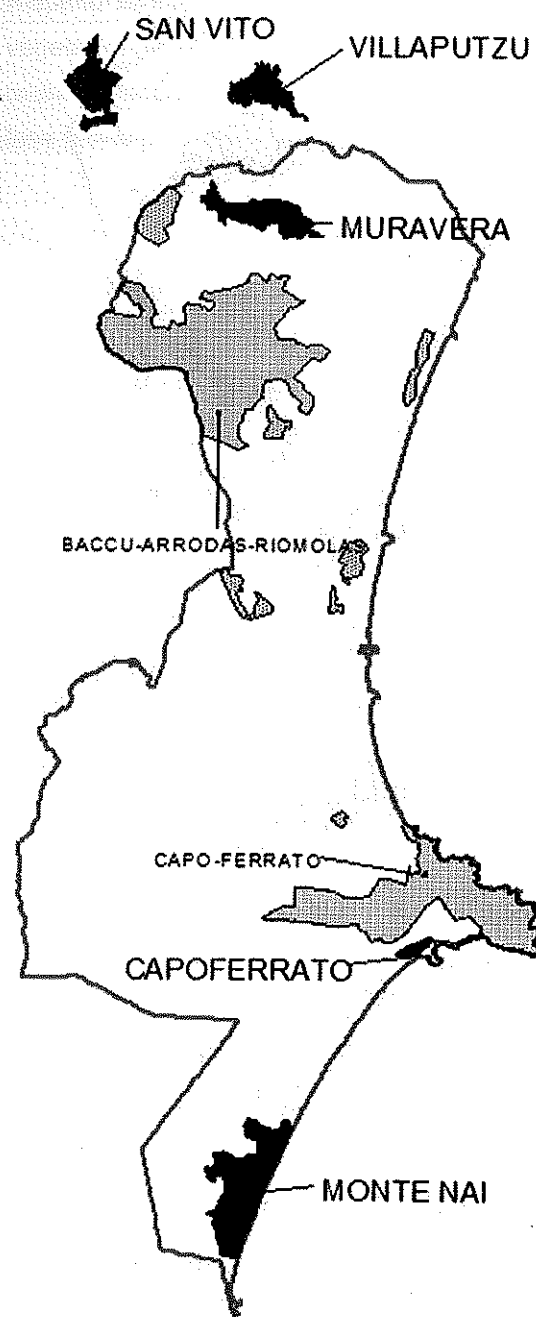 SAN VITO
VILLAPUTZU
MURAVERA
BACCU-ARRODAS-RIOMOLAS
CAPO-FERRATO
CAPOFERRATO
MONTE NAI